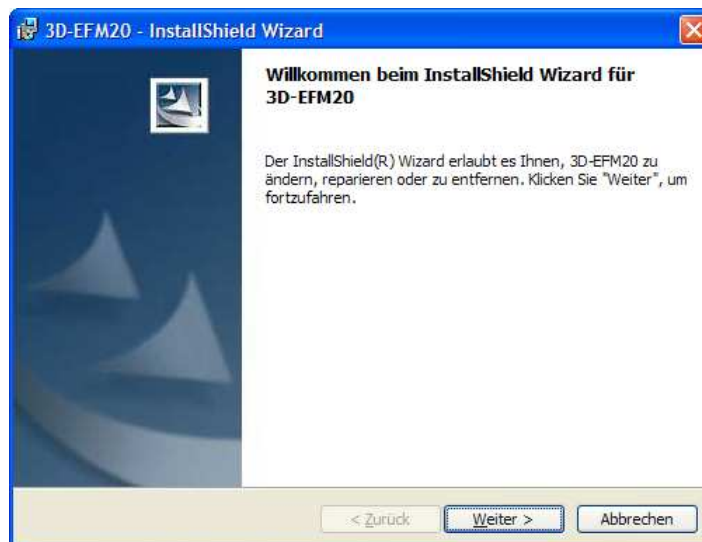 3D-EFM20 - InstallShield Wizard
Willkommen beim InstallShield Wizard für
3D-EFM20
Der InstallShield(R) Wizard erlaubt es Ihnen, 3D-EFM20 zu
ändern, reparieren oder zu entfernen. Klicken Sie "Weiter", um
fortzufahren.
< Zurück
Weiter >
Abbrechen